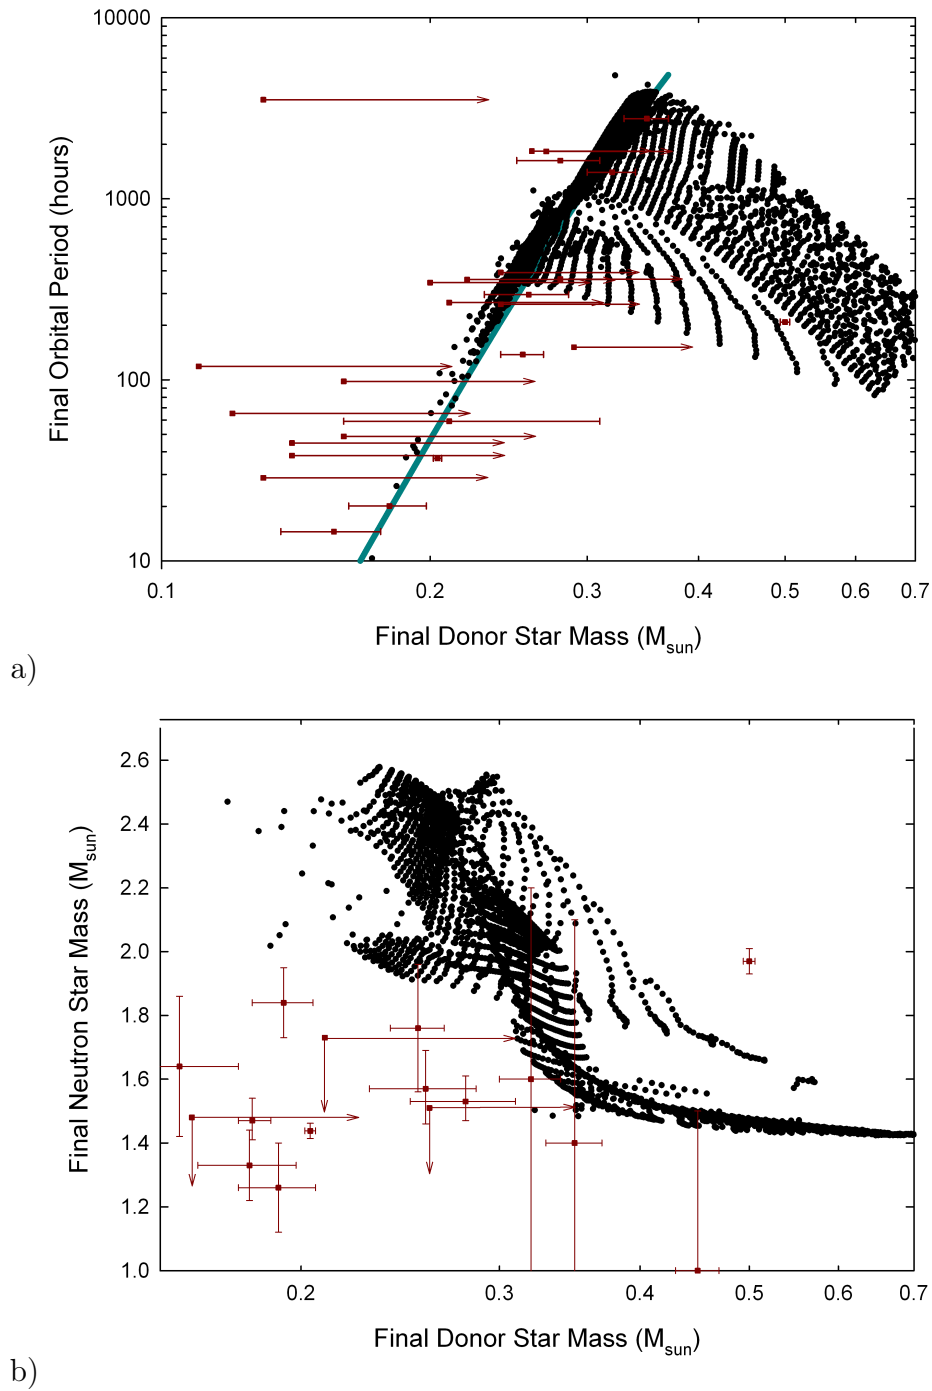 10000
1000
100
10
Final Orbital Period (hours)
0.1 0.2 0.3 0.4 0.5 0.6 0.7
Final Donor Star Mass (Msun)
a)
2.6
2.4
2.2
2.0
1.8
1.6
1.4
1.2
1.0
Final Neutron Star Mass (Msun)
0.2 0.3 0.4 0.5 0.6 0.7
Final Donor Star Mass (Msun)
b)